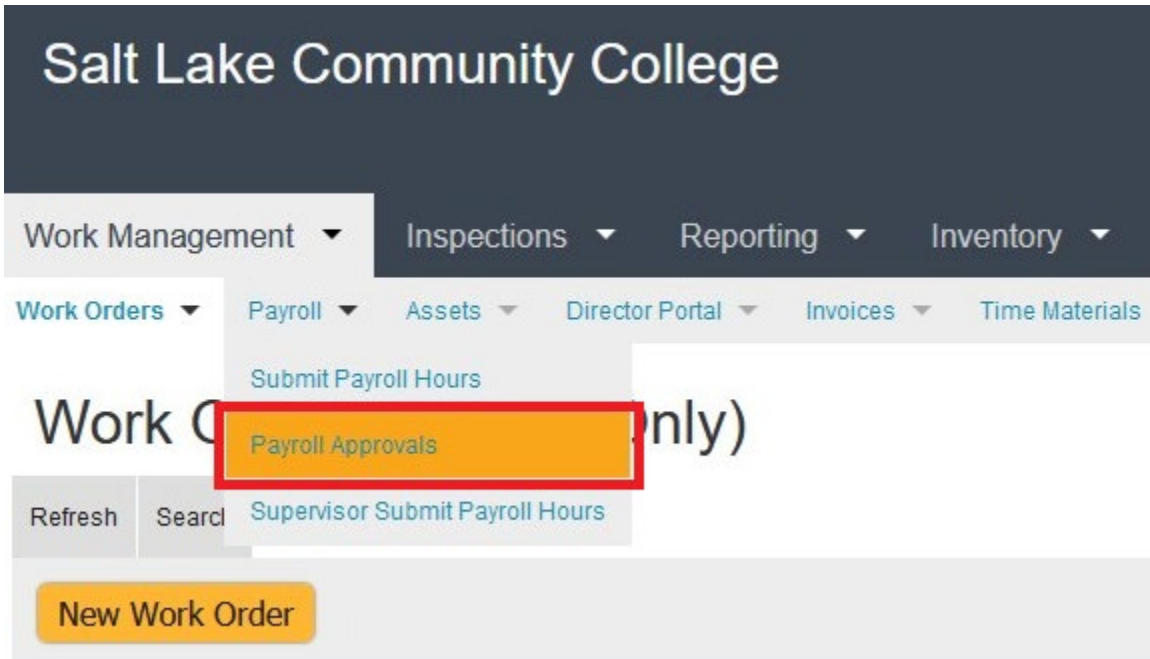 Salt Lake Community College
Work Management Inspections Reporting Inventory
Work Orders Payroll Assets Director Portal Invoices Time Materials
Submit Payroll Hours
Work nly)
Payroll Approvals
Refresh Supervisor Submit Payroll Hours
New Work Order